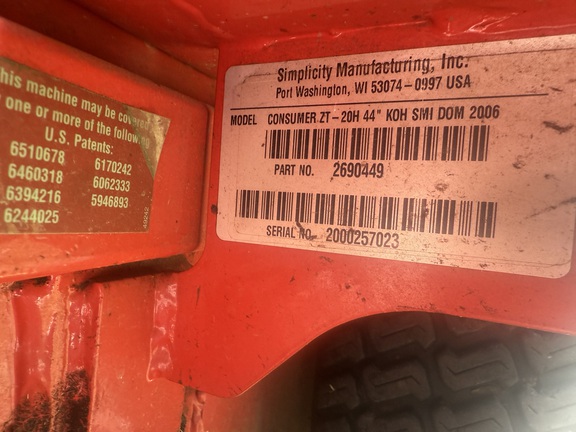 his machine may be covered
one or more of the following
U.S. Patents:
6510678 6170242
6460318 6062333
6394216 5946893
6244025
Simplicity Manufacturing, Inc.
Port Washington, WI 53074-0997 USA
MODEL CONSUMER ZT-20H 44" KOH SMI DOM 2006
PART NO. 2690449
SERIAL NO. 2000257023